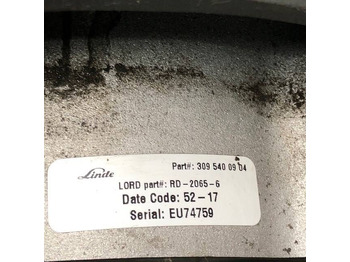 Linde
Part#: 309 540 09 04
LORD part#: RD-2065-6
Date Code: 52-17
Serial: EU74759